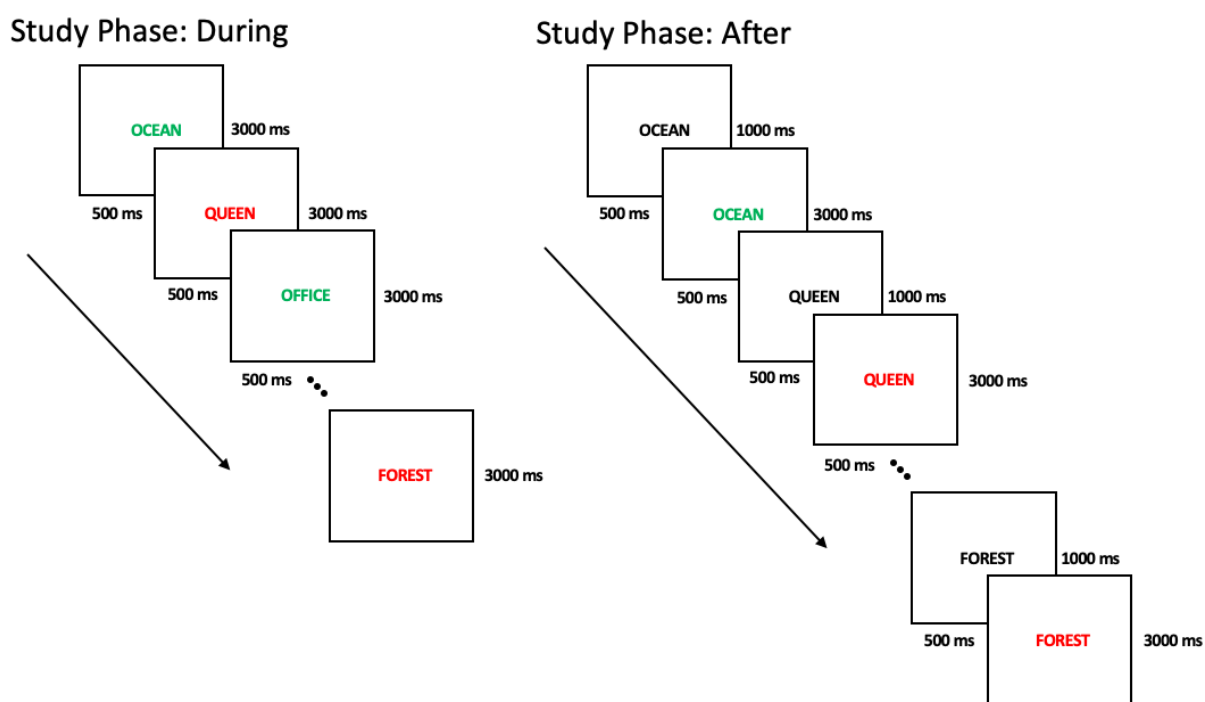 Study Phase: During
OCEAN
3000 ms
500 ms
QUEEN
3000 ms
500 ms
OFFICE
3000 ms
500 ms
FOREST
3000 ms
Study Phase: After
OCEAN
1000 ms
500 ms
OCEAN
3000 ms
500 ms
QUEEN
1000 ms
500 ms
QUEEN
3000 ms
500 ms
FOREST
1000 ms
500 ms
FOREST
3000 ms